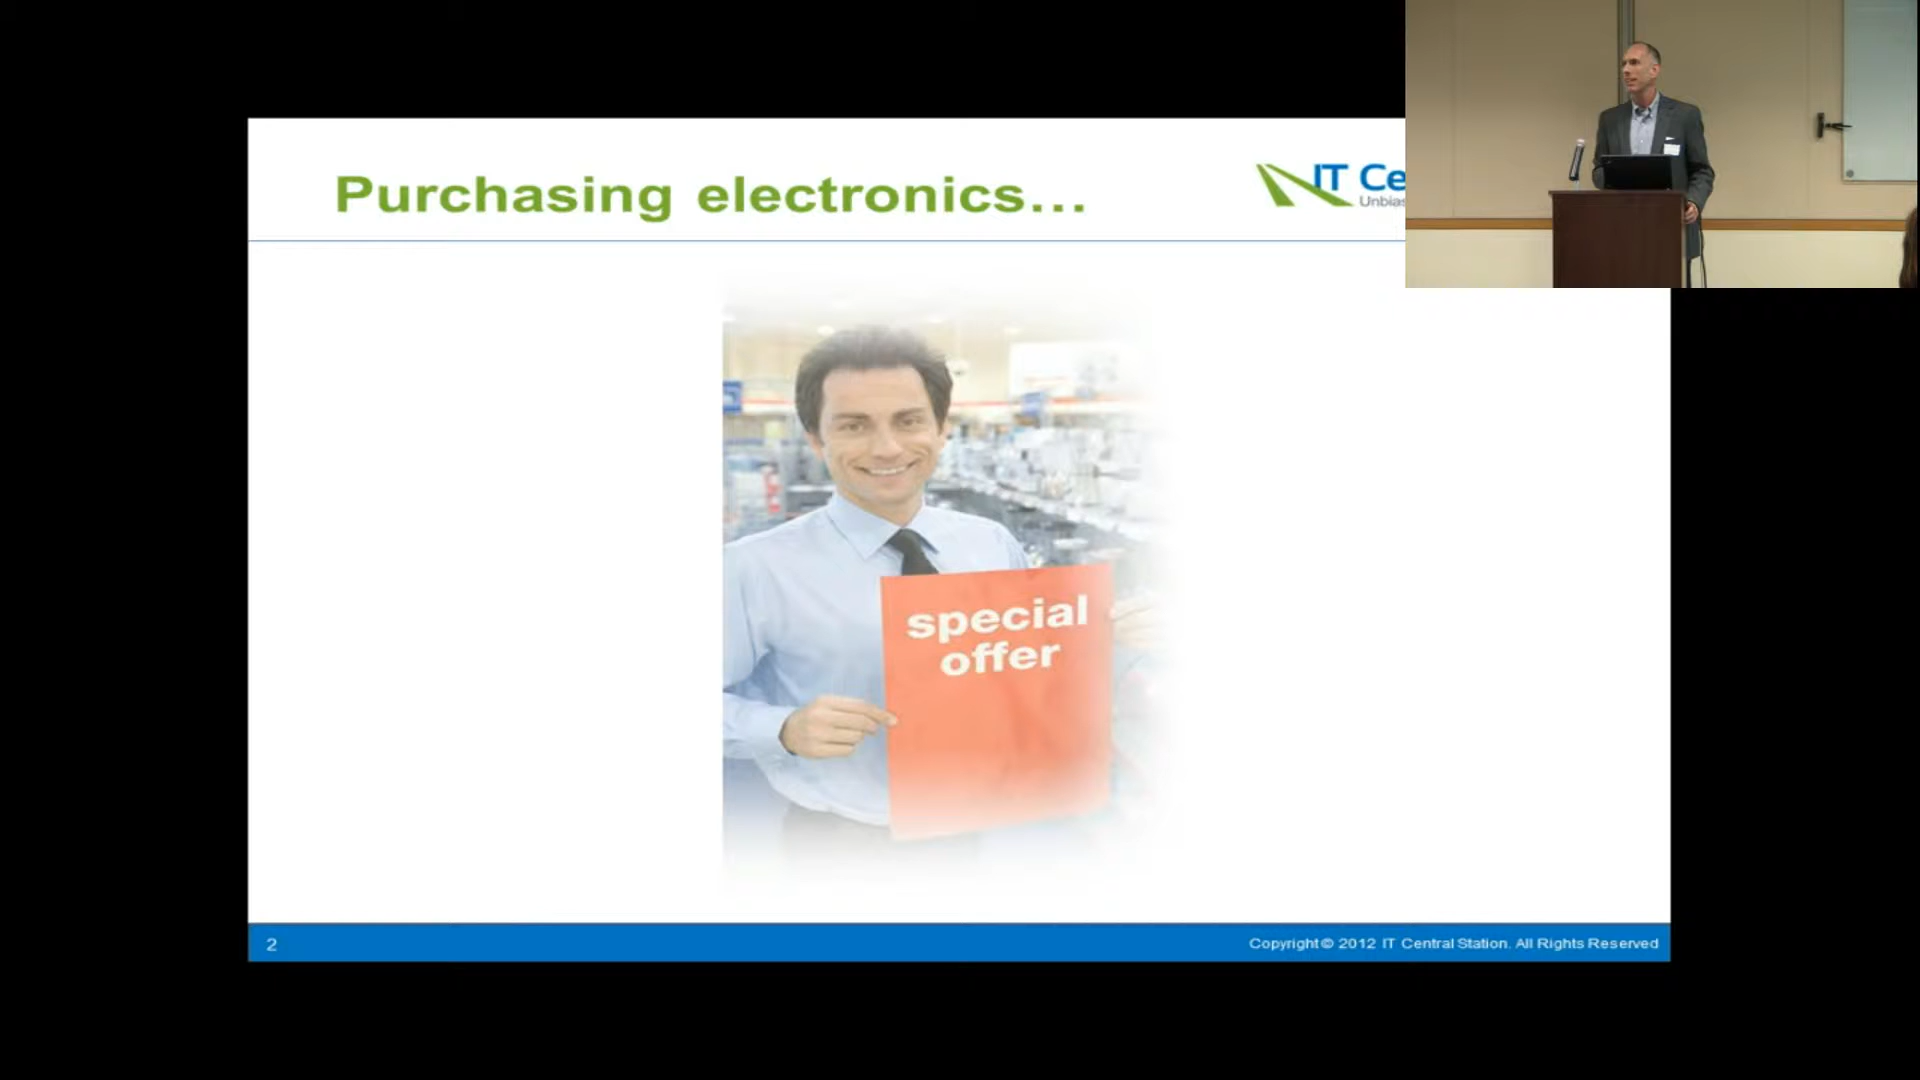 Purchasing electronics...
IT Ce
Unbias
special
offer
2
Copyright © 2012 IT Central Station. All Rights Reserved